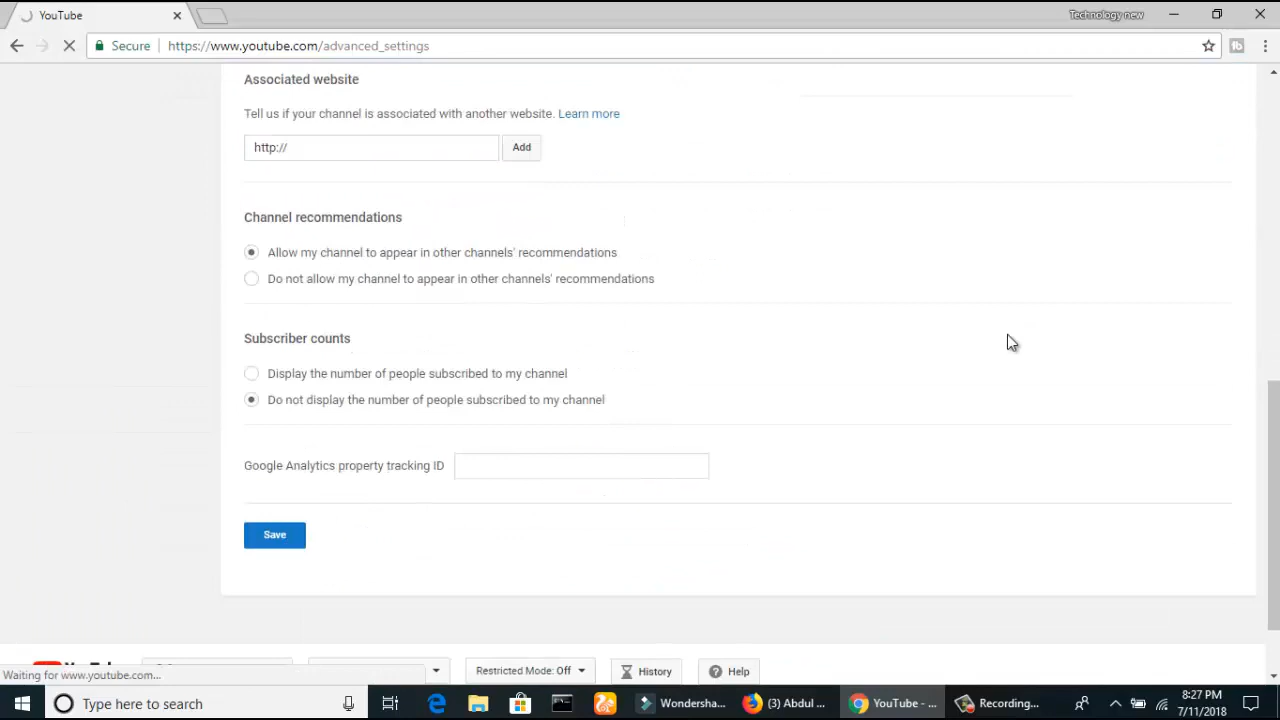 YouTube
Technology new
Secure
https://www.youtube.com/advanced_settings
Associated website
Tell us if your channel is associated with another website. Learn more
http://
Add
Channel recommendations
Allow my channel to appear in other channels' recommendations
Do not allow my channel to appear in other channels' recommendations
Subscriber counts
Display the number of people subscribed to my channel
Do not display the number of people subscribed to my channel
Google Analytics property tracking ID
Save
Restricted Mode: Off
History
Help
Waiting for www.youtube.com...
Type here to search
Wondersha...
(3) Abdul ...
YouTube - ...
Recording...
8:27 PM
7/11/2018